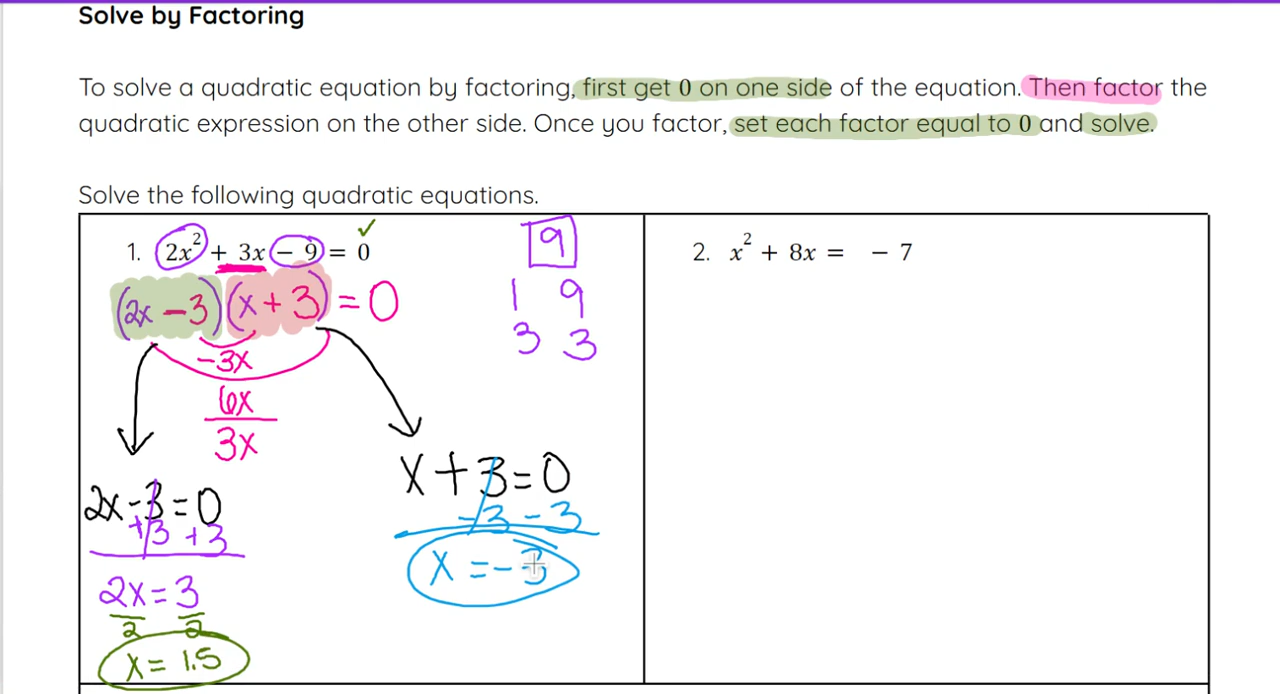 Solve by Factoring
To solve a quadratic equation by factoring, first get 0 on one side of the equation. Then factor the
quadratic expression on the other side. Once you factor, set each factor equal to 0 and solve.
Solve the following quadratic equations.
1. 2x² + 3x − 9 = 0 ✓
(2x − 3)(x + 3) = 0
−3x
6x
3x
2x − 3 = 0
+3 +3
2x = 3
2 2
x = 1.5
x + 3 = 0
−3 −3
x = −3
9
1 9
3 3
2. x² + 8x = − 7